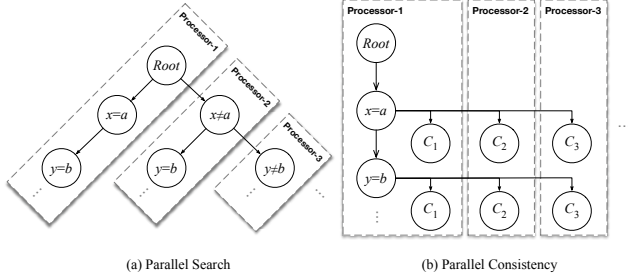 Processor-1
Root
Processor-2
x=a
x≠a
Processor-3
y=b
y=b
y≠b
...
...
...
(a) Parallel Search
Processor-1
Processor-2
Processor-3
Root
x=a
C1
C2
C3
...
y=b
C1
C2
C3
...
(b) Parallel Consistency